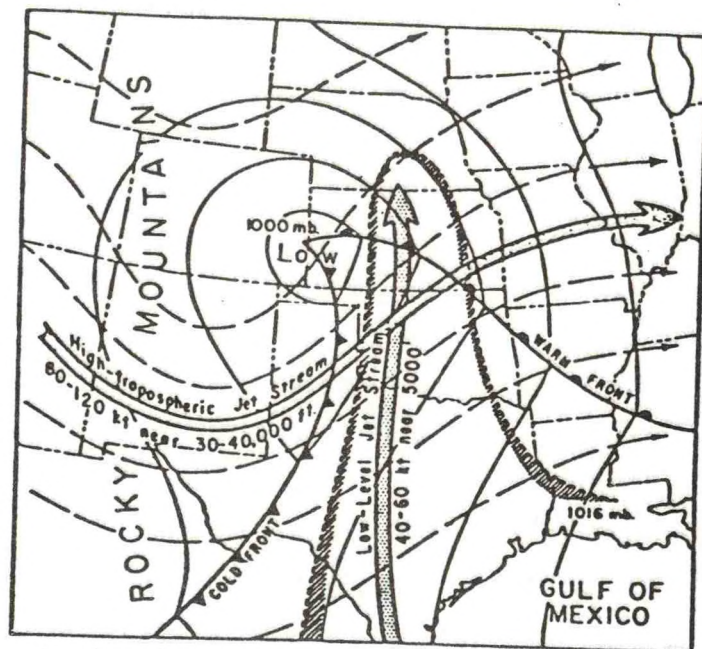 ROCKY MOUNTAINS
1000 mb.
Low
High-Tropospheric Jet Stream
80-120 kt near 30-40,000 ft.
Low-Level Jet Stream
40-60 kt near 5000
WARM FRONT
COLD FRONT
1016 mb.
GULF OF
MEXICO